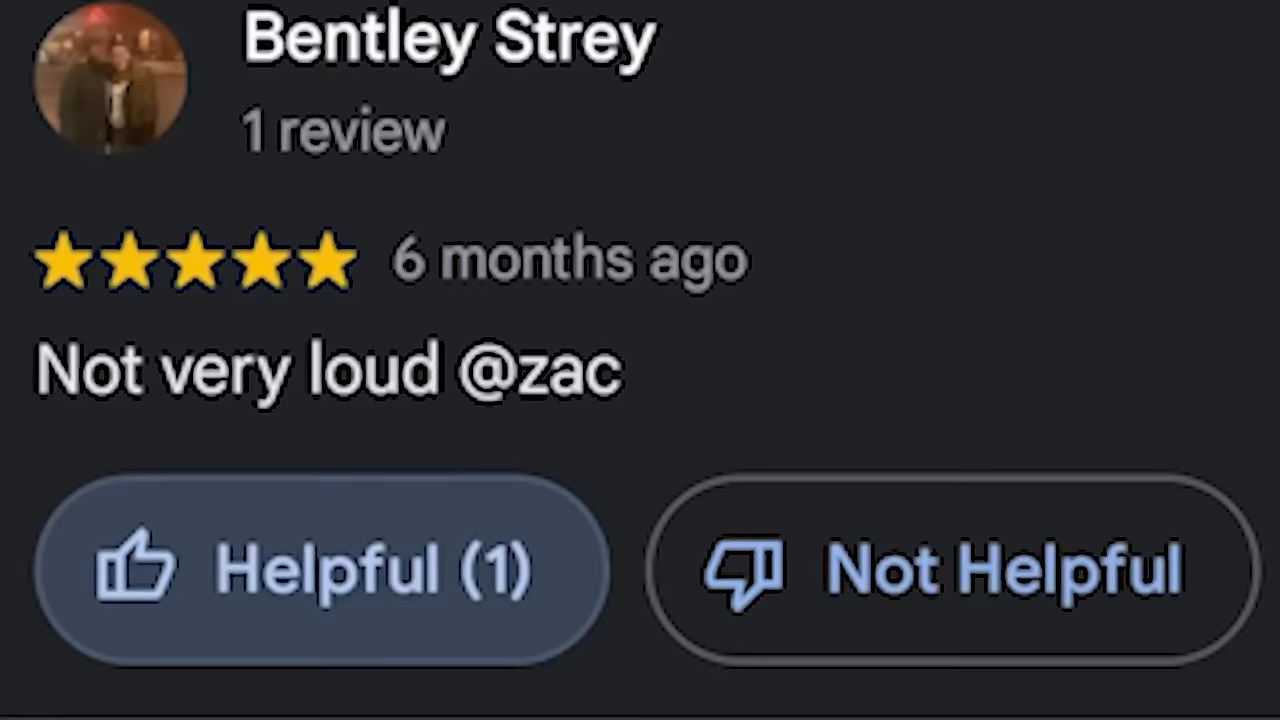 Bentley Strey
1 review
6 months ago
Not very loud @zac
Helpful (1)
Not Helpful